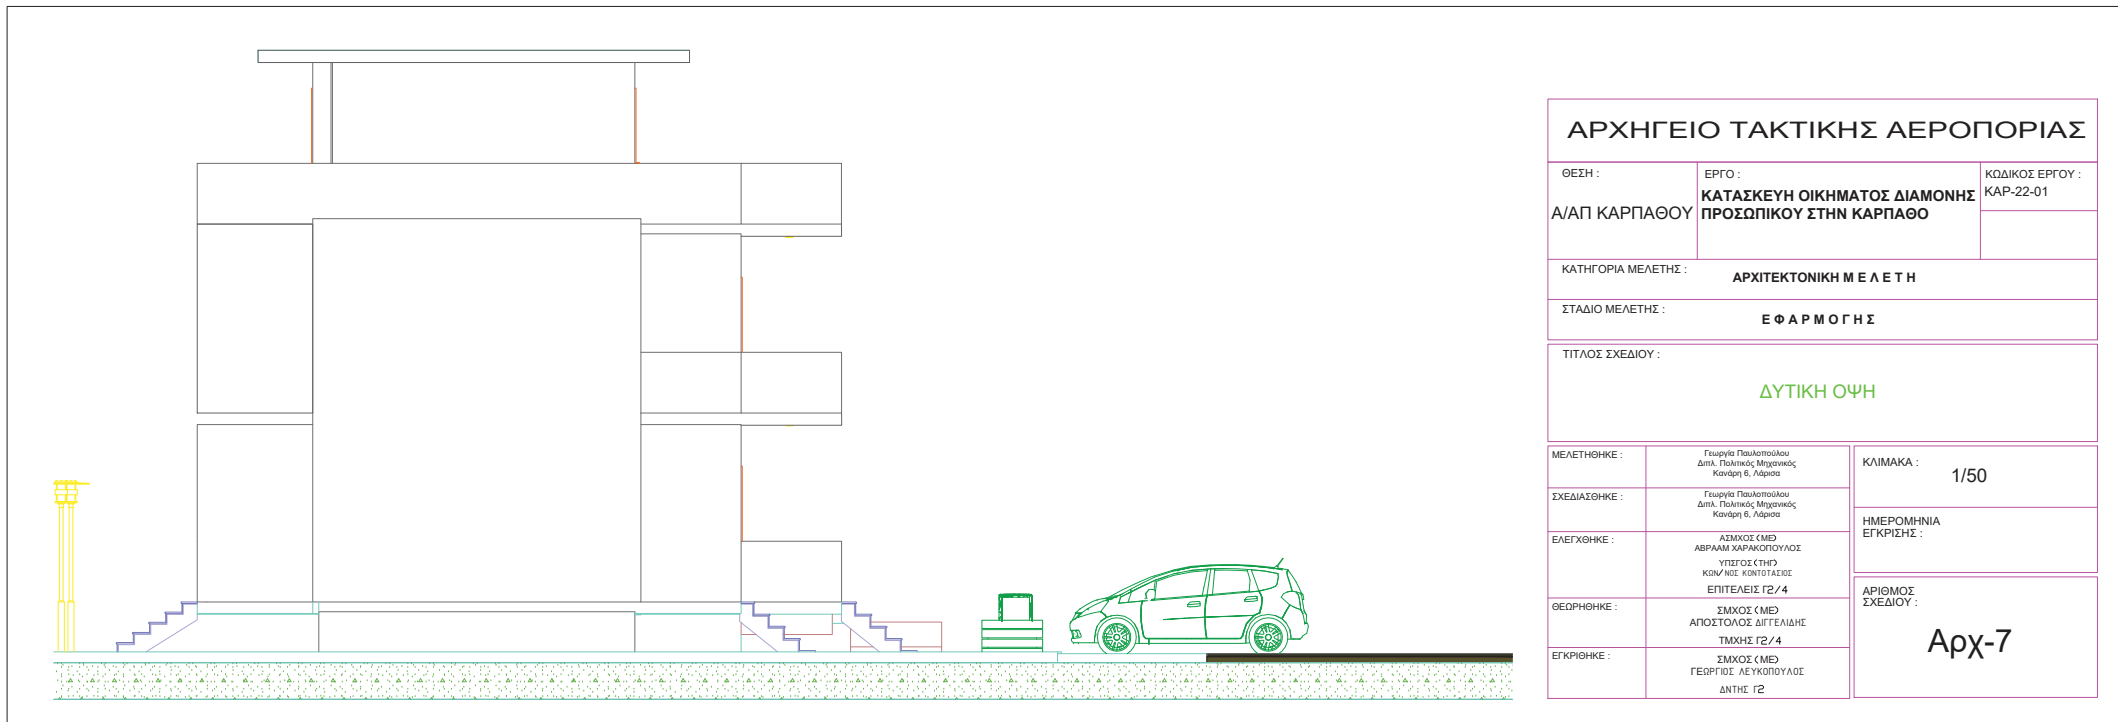 ΑΡΧΗΓΕΙΟ ΤΑΚΤΙΚΗΣ ΑΕΡΟΠΟΡΙΑΣ
ΘΕΣΗ :
Α/ΑΠ ΚΑΡΠΑΘΟΥ
ΕΡΓΟ :
ΚΑΤΑΣΚΕΥΗ ΟΙΚΗΜΑΤΟΣ ΔΙΑΜΟΝΗΣ
ΠΡΟΣΩΠΙΚΟΥ ΣΤΗΝ ΚΑΡΠΑΘΟ
ΚΩΔΙΚΟΣ ΕΡΓΟΥ :
ΚΑΡ-22-01
ΚΑΤΗΓΟΡΙΑ ΜΕΛΕΤΗΣ :
ΑΡΧΙΤΕΚΤΟΝΙΚΗ Μ Ε Λ Ε Τ Η
ΣΤΑΔΙΟ ΜΕΛΕΤΗΣ :
Ε Φ Α Ρ Μ Ο Γ Η Σ
ΤΙΤΛΟΣ ΣΧΕΔΙΟΥ :
ΔΥΤΙΚΗ ΟΨΗ
ΜΕΛΕΤΗΘΗΚΕ :
Γεωργία Παυλοπούλου
Διπλ. Πολιτικός Μηχανικός
Κανάρη 6, Λάρισα
ΣΧΕΔΙΑΣΘΗΚΕ :
Γεωργία Παυλοπούλου
Διπλ. Πολιτικός Μηχανικός
Κανάρη 6, Λάρισα
ΕΛΕΓΧΘΗΚΕ :
ΑΣΜΧΟΣ (ΜΕ)
ΑΒΡΑΑΜ ΧΑΡΑΚΟΠΟΥΛΟΣ
ΥΠΣΓΟΣ (ΤΗΓ)
ΚΩΝ/ΝΟΣ ΚΟΝΤΟΤΑΣΙΟΣ
ΕΠΙΤΕΛΕΙΣ Γ2/4
ΘΕΩΡΗΘΗΚΕ :
ΣΜΧΟΣ (ΜΕ)
ΑΠΟΣΤΟΛΟΣ ΔΙΓΓΕΛΙΔΗΣ
ΤΜΧΗΣ Γ2/4
ΕΓΚΡΙΘΗΚΕ :
ΣΜΧΟΣ (ΜΕ)
ΓΕΩΡΓΙΟΣ ΛΕΥΚΟΠΟΥΛΟΣ
ΔΝΤΗΣ Γ2
ΚΛΙΜΑΚΑ :
1/50
ΗΜΕΡΟΜΗΝΙΑ
ΕΓΚΡΙΣΗΣ :
ΑΡΙΘΜΟΣ
ΣΧΕΔΙΟΥ :
Αρχ-7